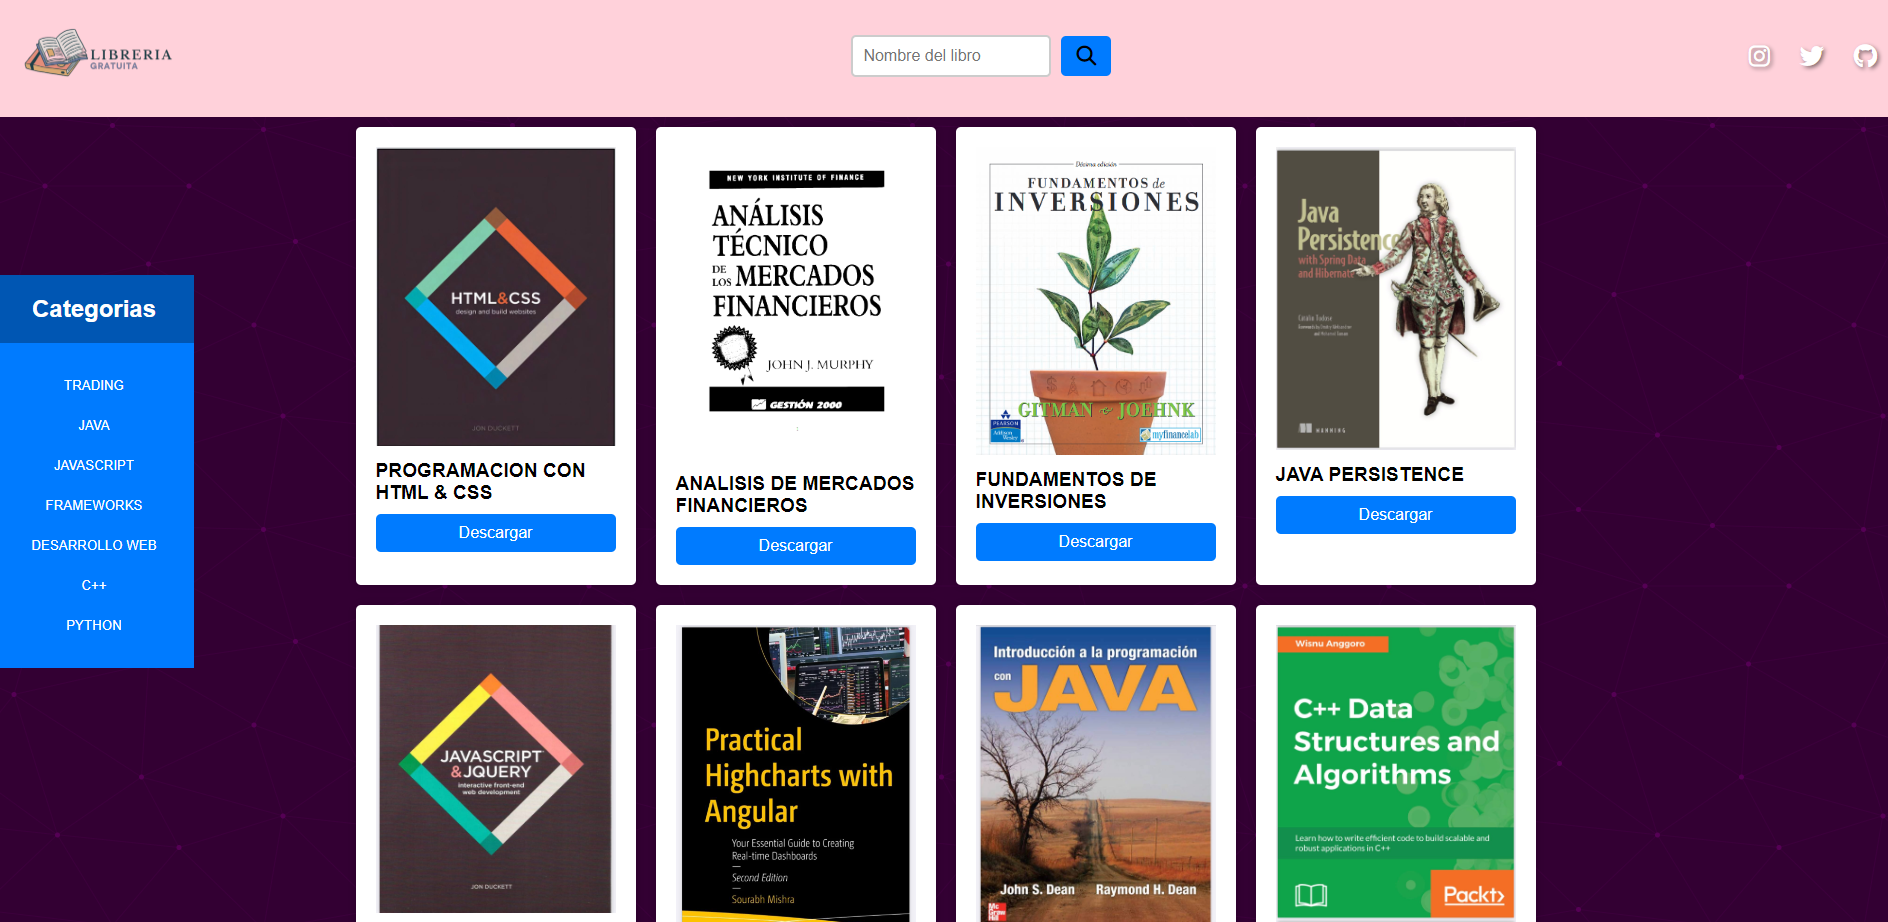 LIBRERIA
GRATUITA
Nombre del libro
Categorias
TRADING
JAVA
JAVASCRIPT
FRAMEWORKS
DESARROLLO WEB
C++
PYTHON
HTML&CSS
design and build websites
JON DUCKETT
PROGRAMACION CON
HTML & CSS
Descargar
NEW YORK INSTITUTE OF FINANCE
ANÁLISIS
TÉCNICO
DE LOS MERCADOS
FINANCIEROS
JOHN J. MURPHY
GESTIÓN 2000
ANALISIS DE MERCADOS
FINANCIEROS
Descargar
Décima edición
FUNDAMENTOS de
INVERSIONES
GITMAN JOEHNK
PEARSON
Addison
Wesley
myfinancelab
FUNDAMENTOS DE
INVERSIONES
Descargar
Java
Persistence
with Spring Data
and Hibernate
Catalin Tudose
MANNING
JAVA PERSISTENCE
Descargar
JAVASCRIPT
&JQUERY
interactive front-end
web development
JON DUCKETT
Practical
Highcharts with
Angular
Your Essential Guide to Creating
Real-time Dashboards
Second Edition
Sourabh Mishra
Introducción a la programación
con
JAVA
John S. Dean Raymond H. Dean
Mc
Graw
Hill
Wisnu Anggoro
C++ Data
Structures and
Algorithms
Learn how to write efficient code to build scalable and
robust applications in C++
Packt>